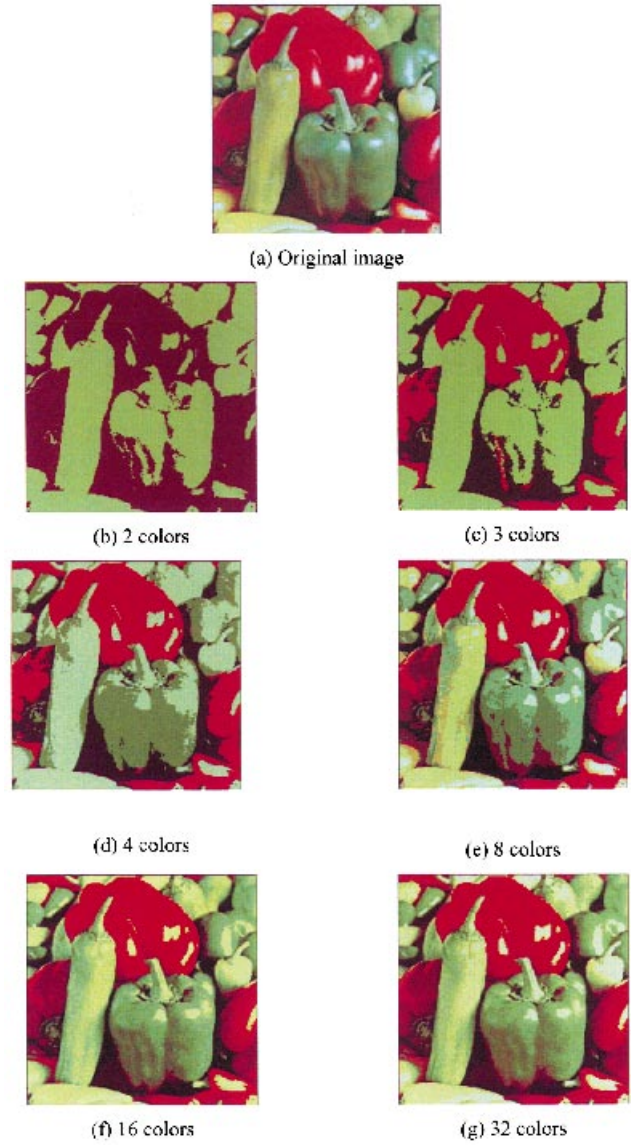 (a) Original image
(b) 2 colors
(c) 3 colors
(d) 4 colors
(e) 8 colors
(f) 16 colors
(g) 32 colors